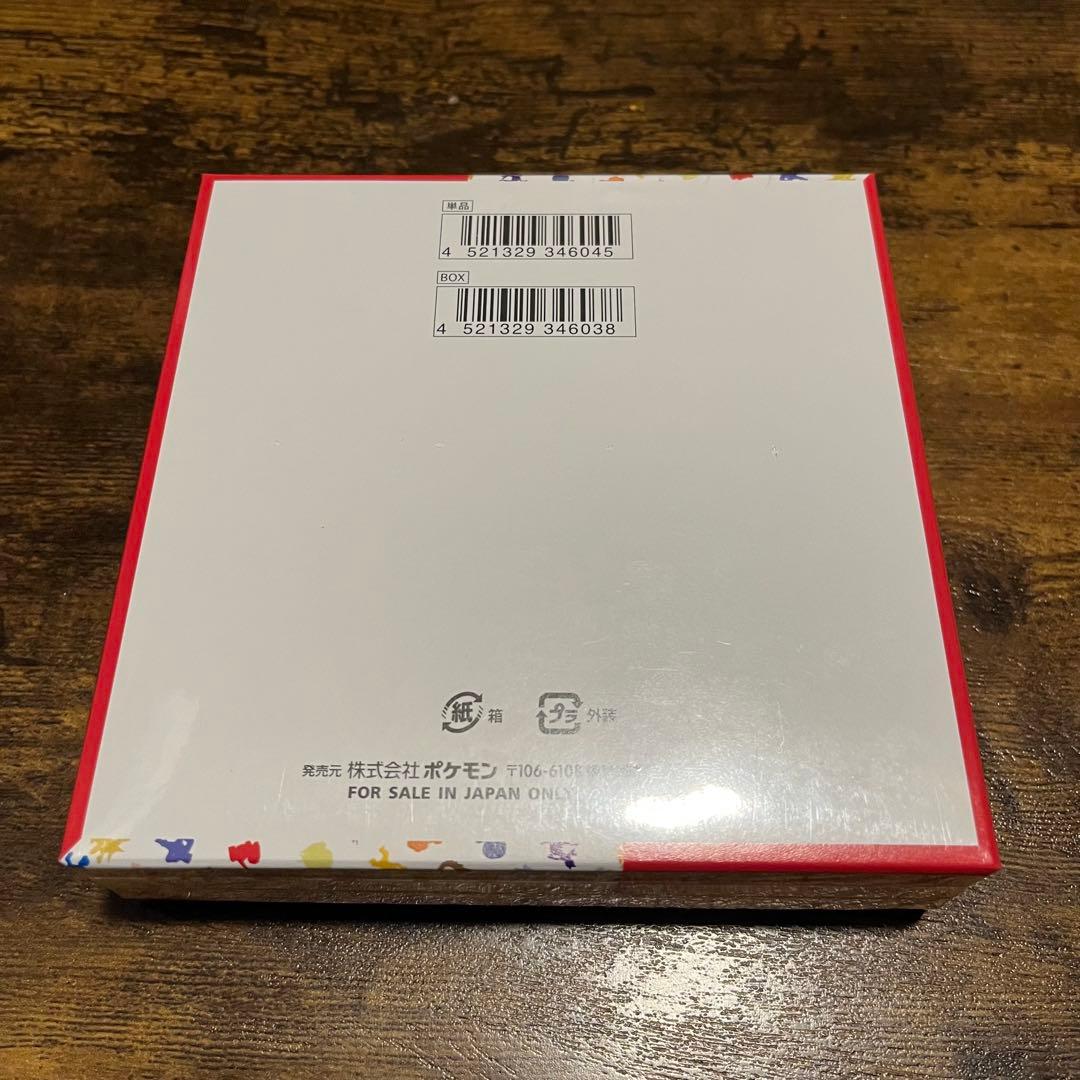 単品
4 521329 346045
BOX
4 521329 346038
紙 箱 プラ 外装
発売元 株式会社ポケモン 〒106-6108
FOR SALE IN JAPAN ONLY